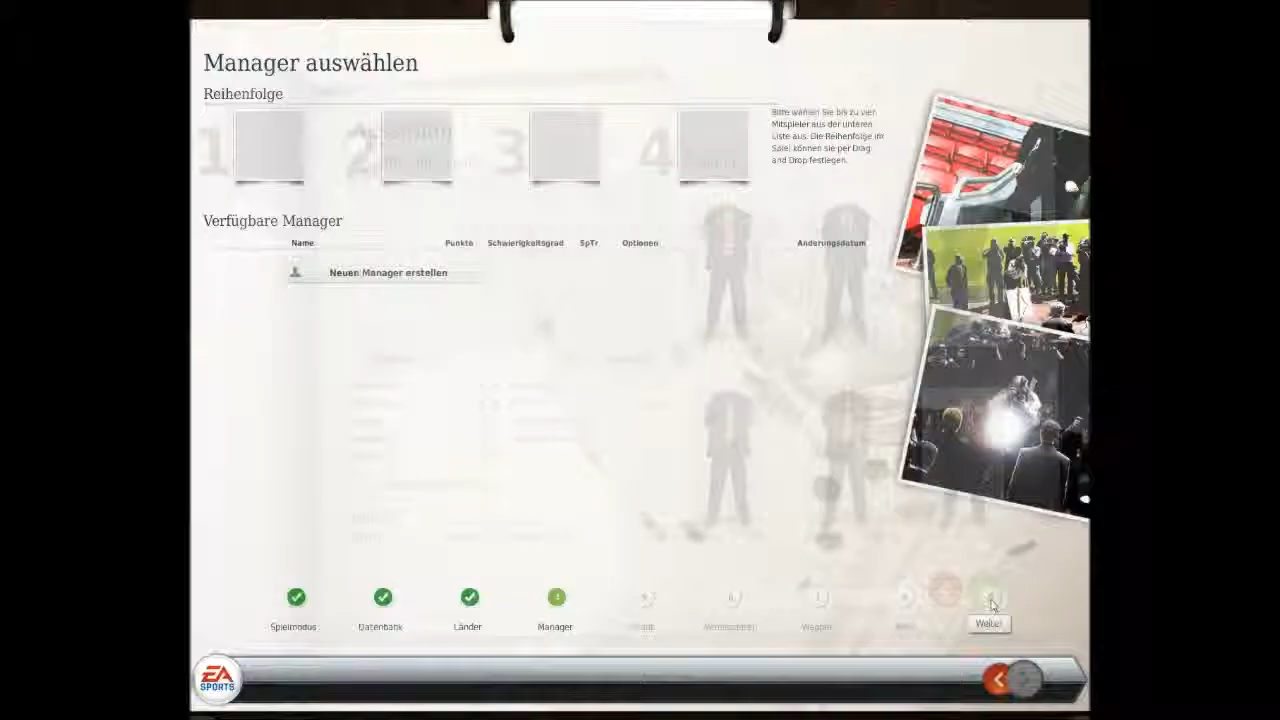 Manager auswählen
Reihenfolge
1 2 3 4
Bitte wählen Sie bis zu vier
Mitspieler aus der unteren
Liste aus. Die Reihenfolge im
Spiel können sie per Drag
and Drop festlegen.
Verfügbare Manager
Name Punkte Schwierigkeitsgrad SpTr Optionen Änderungsdatum
Neuen Manager erstellen
Spielmodus Datenbank Länder Manager Wappen
Weiter
EA
SPORTS